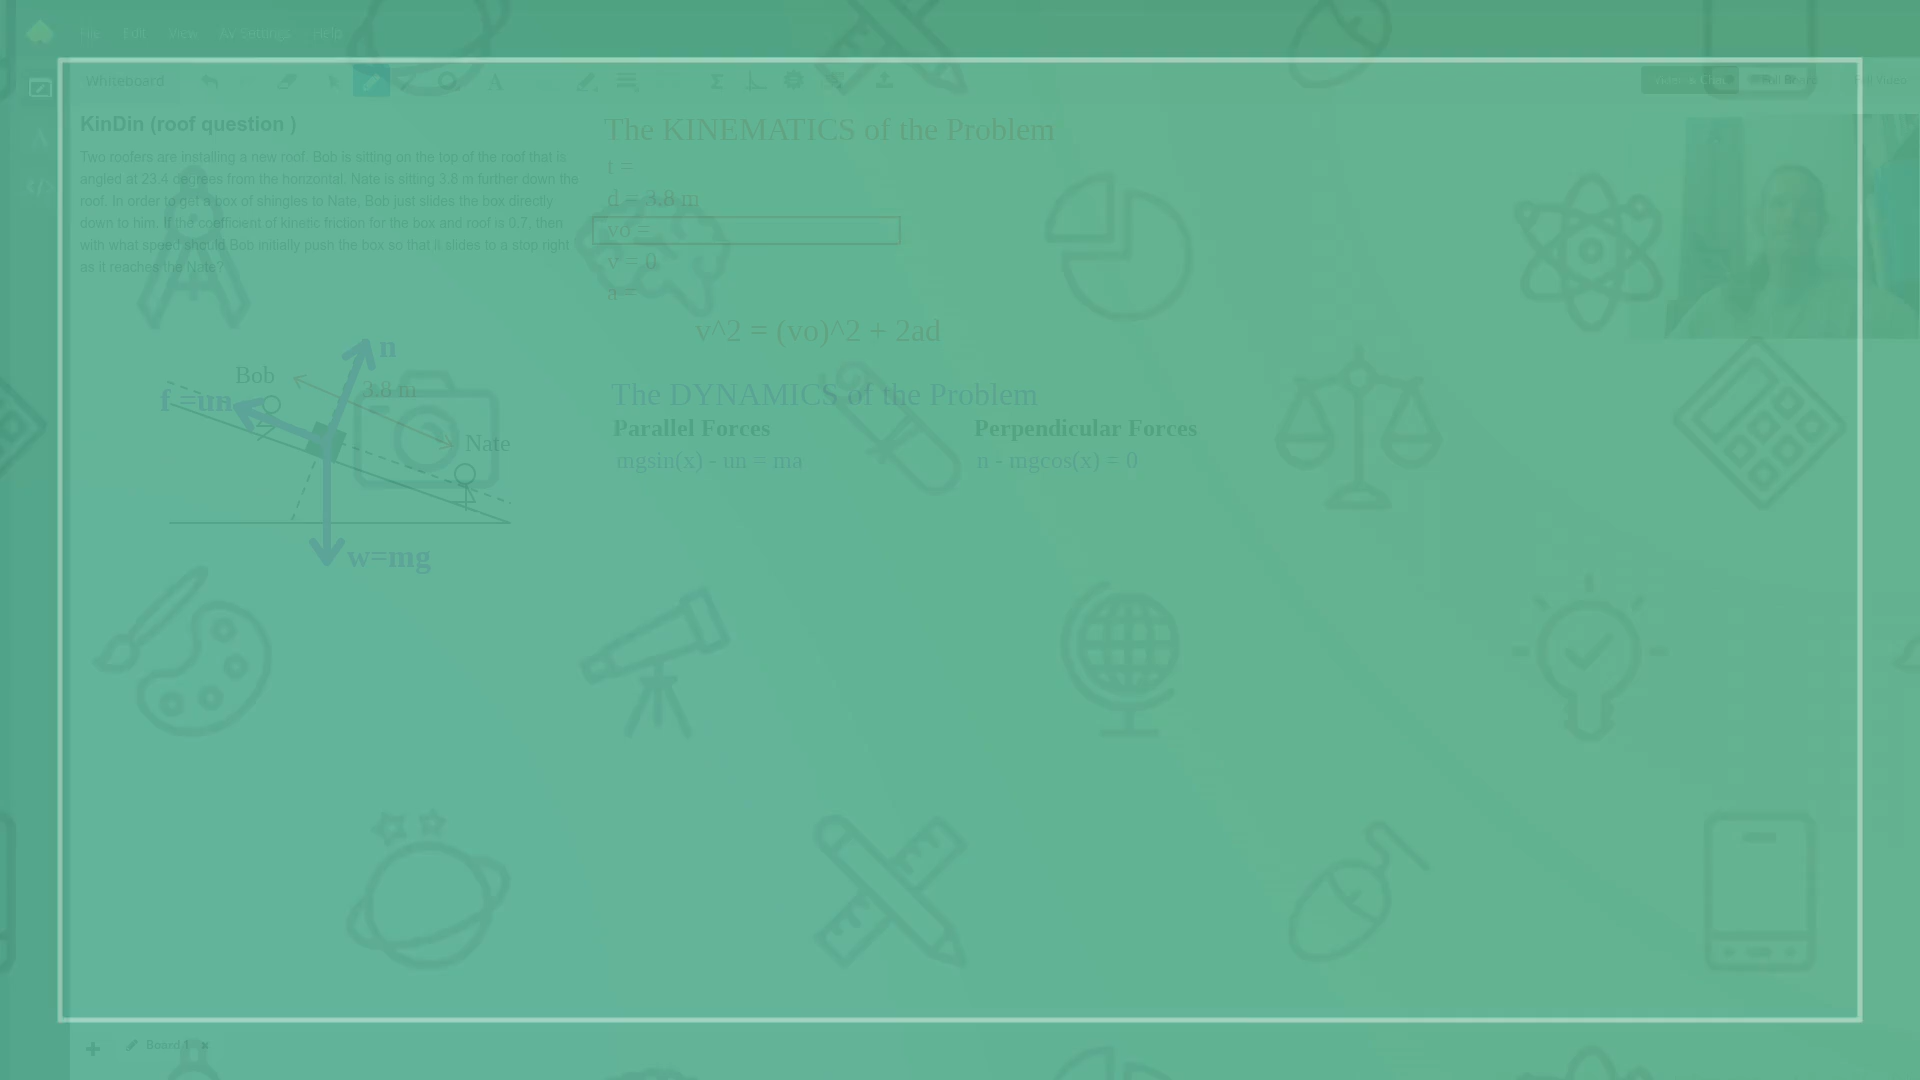 File Edit View AV Settings Help
Whiteboard
KinDin (roof question )
Two roofers are installing a new roof. Bob is sitting on the top of the roof that is
angled at 23.4 degrees from the horizontal. Nate is sitting 3.8 m further down the
roof. In order to get a box of shingles to Nate, Bob just slides the box directly
down to him. If the coefficient of kinetic friction for the box and roof is 0.7, then
with what speed should Bob initially push the box so that it slides to a stop right
as it reaches the Nate?
The KINEMATICS of the Problem
t =
d = 3.8 m
vo =
v = 0
a =
v^2 = (vo)^2 + 2ad
n
Bob
3.8 m
f =un
Nate
w=mg
The DYNAMICS of the Problem
Parallel Forces Perpendicular Forces
mgsin(x) - un = ma n - mgcos(x) = 0
Board 1